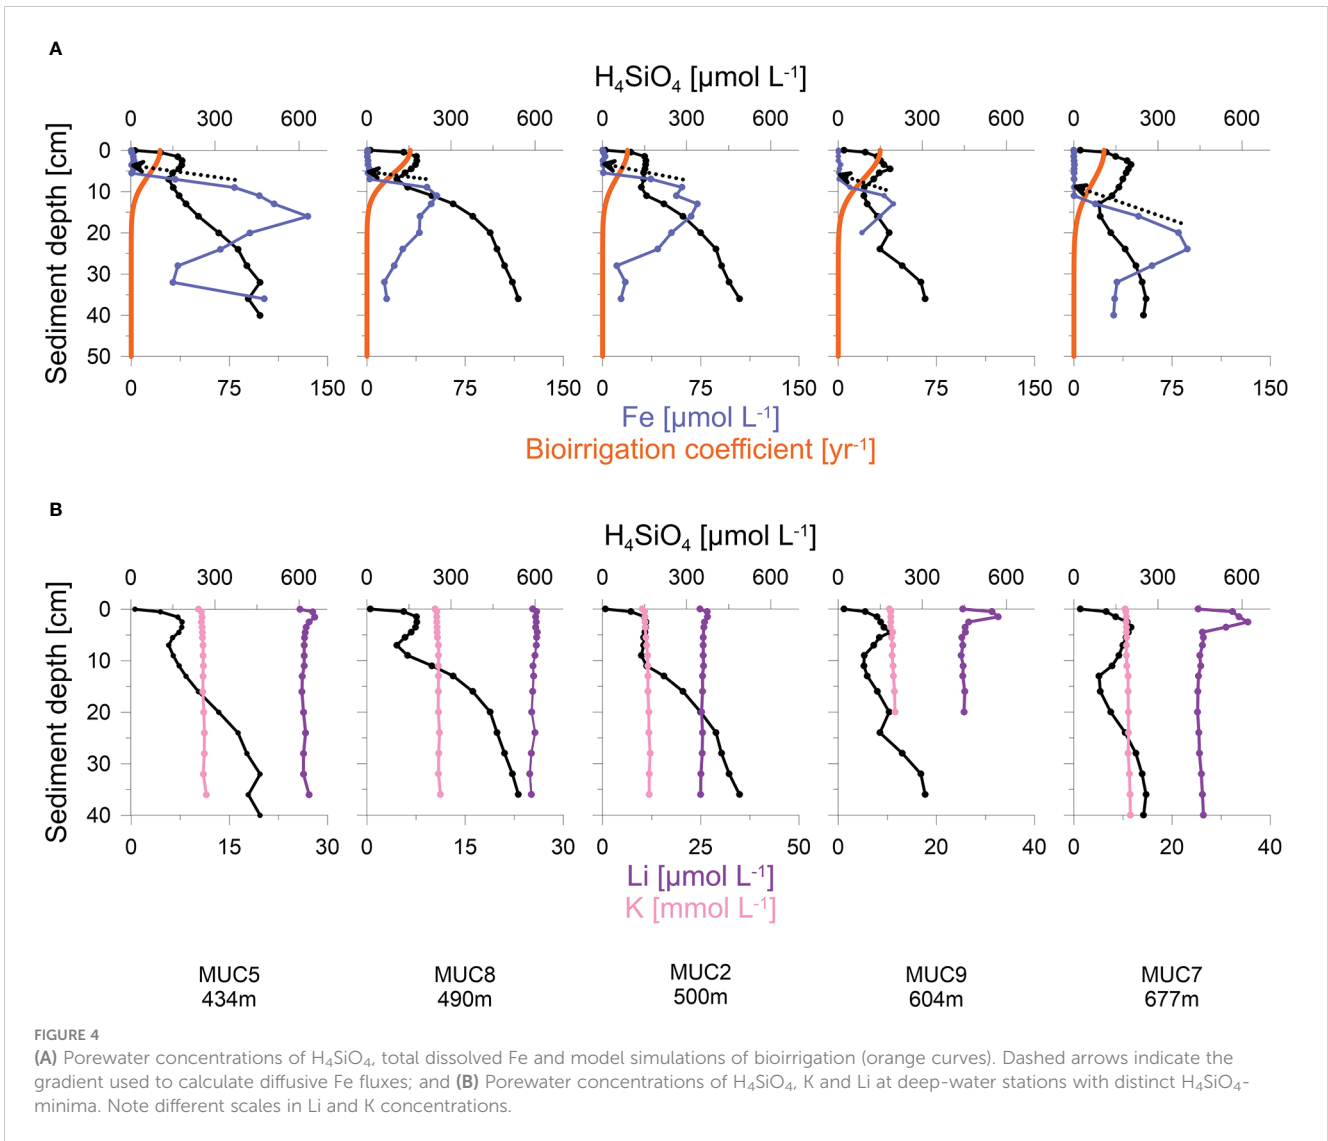 A
H₄SiO₄ [µmol L⁻¹]
0 300 600 0 300 600 0 300 600 0 300 600 0 300 600
Sediment depth [cm]
0
10
20
30
40
50
0 75 150 0 75 150 0 75 150 0 75 150 0 75 150
Fe [µmol L⁻¹]
Bioirrigation coefficient [yr⁻¹]
B
H₄SiO₄ [µmol L⁻¹]
0 300 600 0 300 600 0 300 600 0 300 600 0 300 600
Sediment depth [cm]
0
10
20
30
40
0 15 30 0 15 30 0 25 50 0 20 40 0 20 40
Li [µmol L⁻¹]
K [mmol L⁻¹]
MUC5 MUC8 MUC2 MUC9 MUC7
434m 490m 500m 604m 677m
FIGURE 4
(A) Porewater concentrations of H₄SiO₄, total dissolved Fe and model simulations of bioirrigation (orange curves). Dashed arrows indicate the
gradient used to calculate diffusive Fe fluxes; and (B) Porewater concentrations of H₄SiO₄, K and Li at deep-water stations with distinct H₄SiO₄-
minima. Note different scales in Li and K concentrations.